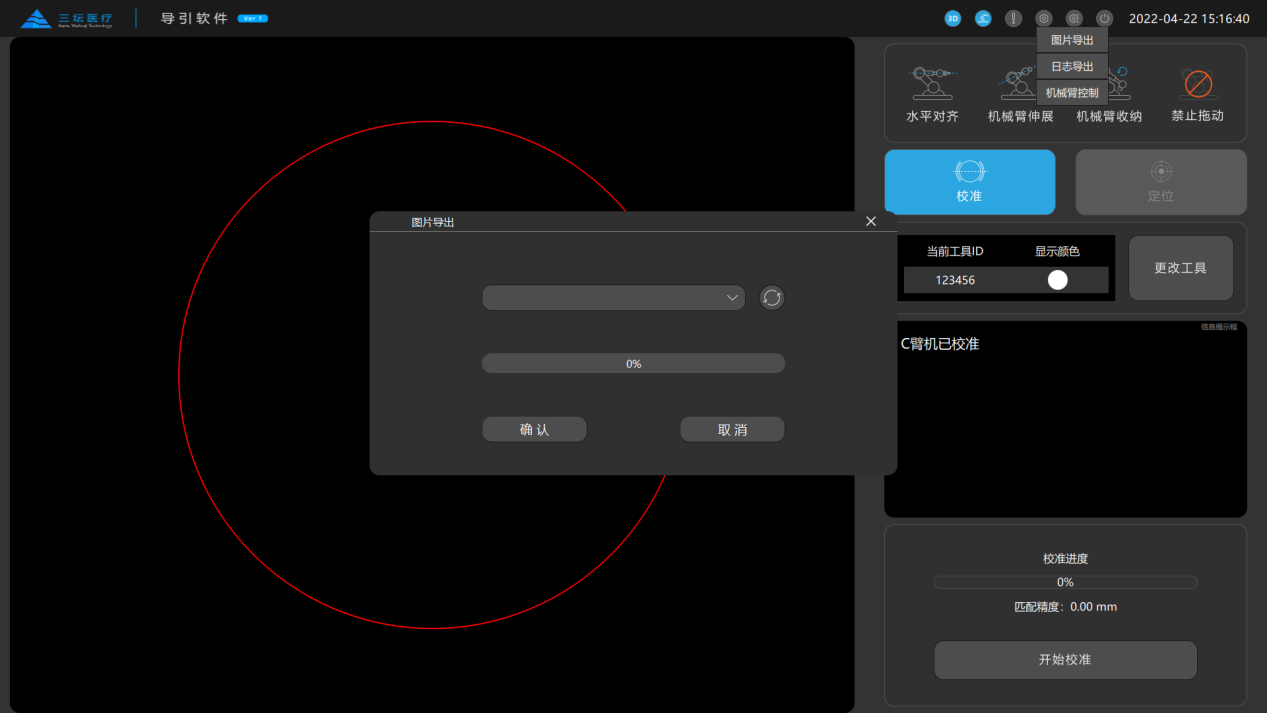 三坛医疗
Santa Medical Technology
导引软件
Ver 1
3D
2022-04-22 15:16:40
图片导出
日志导出
机械臂控制
水平对齐
机械臂伸展
机械臂收纳
禁止拖动
校准
定位
图片导出
0%
确认
取消
当前工具ID
显示颜色
123456
更改工具
信息提示框
C臂机已校准
校准进度
0%
匹配精度：0.00 mm
开始校准